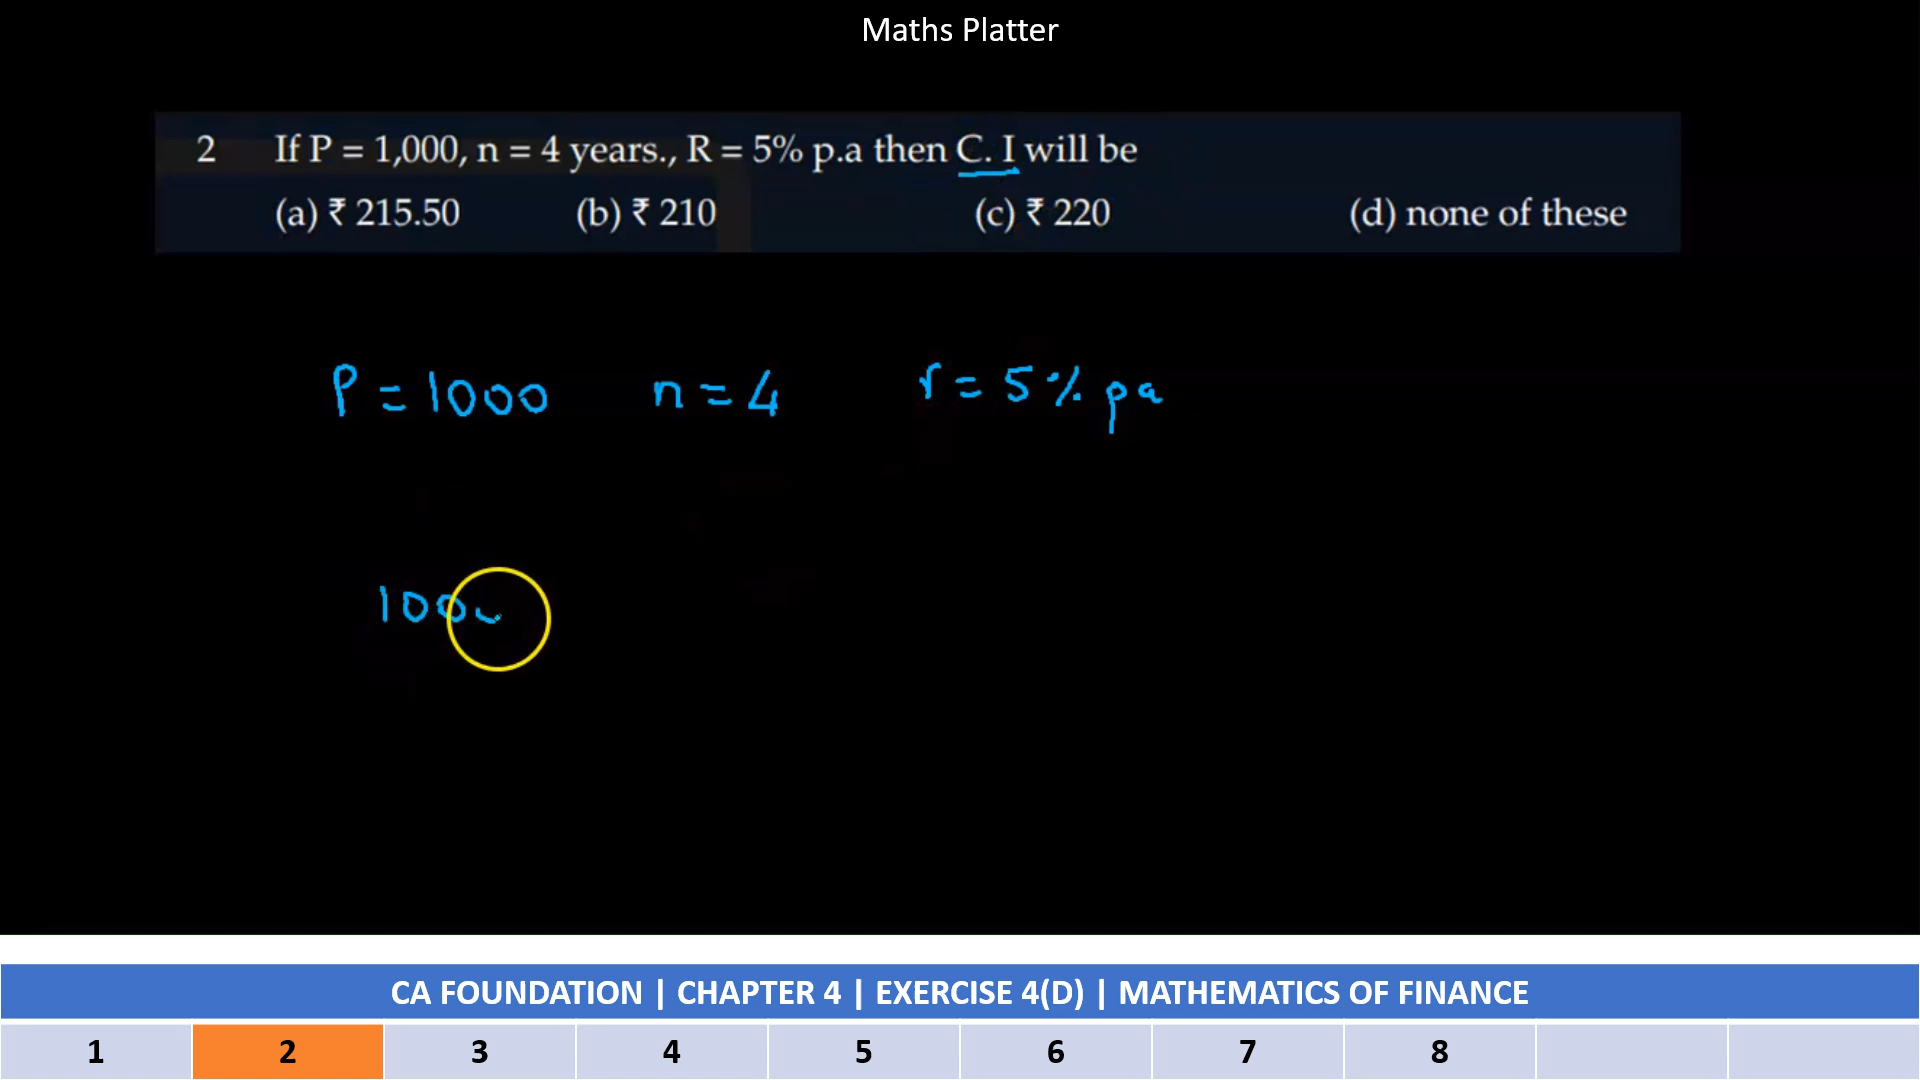 Maths Platter
2 If P = 1,000, n = 4 years., R = 5% p.a then C. I will be
(a) ₹ 215.50 (b) ₹ 210 (c) ₹ 220 (d) none of these
P = 1000 n = 4 r = 5% pa
1000
CA FOUNDATION | CHAPTER 4 | EXERCISE 4(D) | MATHEMATICS OF FINANCE
1 2 3 4 5 6 7 8